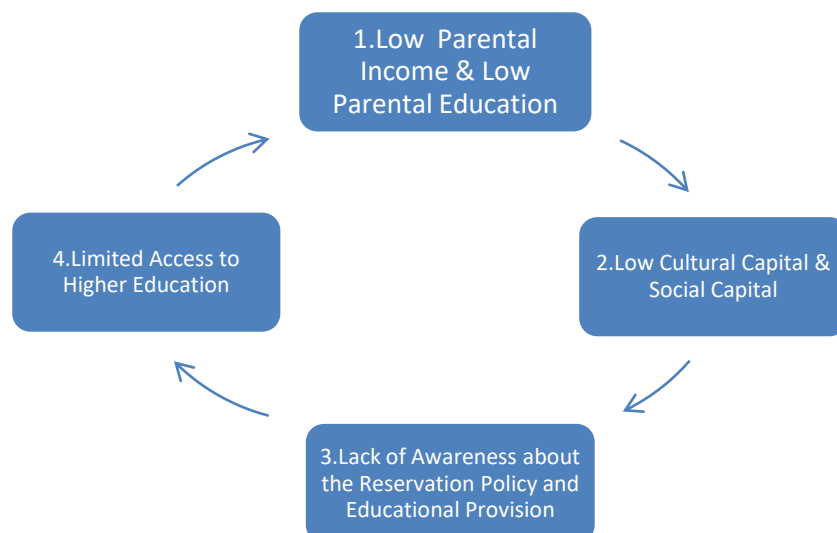 1.Low Parental
Income & Low
Parental Education
2.Low Cultural Capital &
Social Capital
3.Lack of Awareness about
the Reservation Policy and
Educational Provision
4.Limited Access to
Higher Education